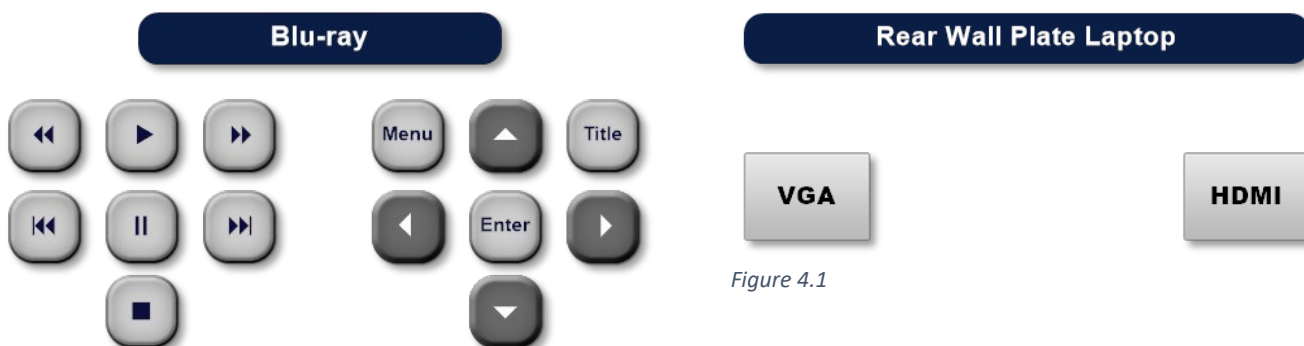 Blu-ray
Menu
Title
Enter
Rear Wall Plate Laptop
VGA
HDMI
Figure 4.1